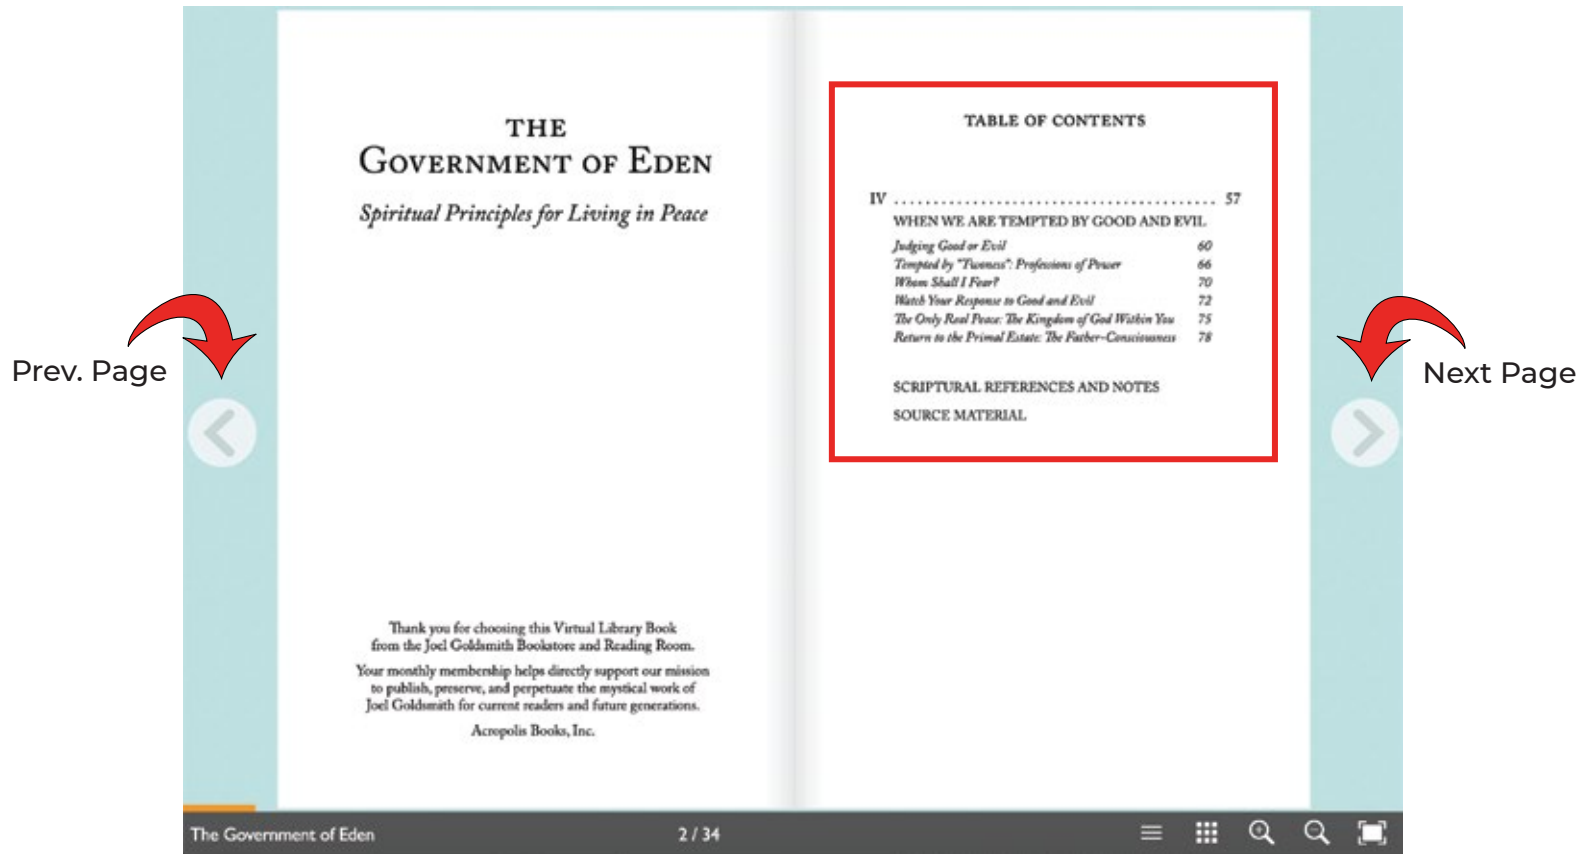 THE
GOVERNMENT OF EDEN
Spiritual Principles for Living in Peace
Thank you for choosing this Virtual Library Book
from the Joel Goldsmith Bookstore and Reading Room.
Your monthly membership helps directly support our mission
to publish, preserve, and perpetuate the mystical work of
Joel Goldsmith for current readers and future generations.
Acropolis Books, Inc.
TABLE OF CONTENTS
IV ........................................... 57
WHEN WE ARE TEMPTED BY GOOD AND EVIL
Judging Good or Evil 60
Tempted by "Twoness": Professions of Power 66
Whom Shall I Fear? 70
Watch Your Response to Good and Evil 72
The Only Real Peace: The Kingdom of God Within You 75
Return to the Primal Estate: The Father-Consciousness 78
SCRIPTURAL REFERENCES AND NOTES
SOURCE MATERIAL
Prev. Page
Next Page
The Government of Eden
2 / 34